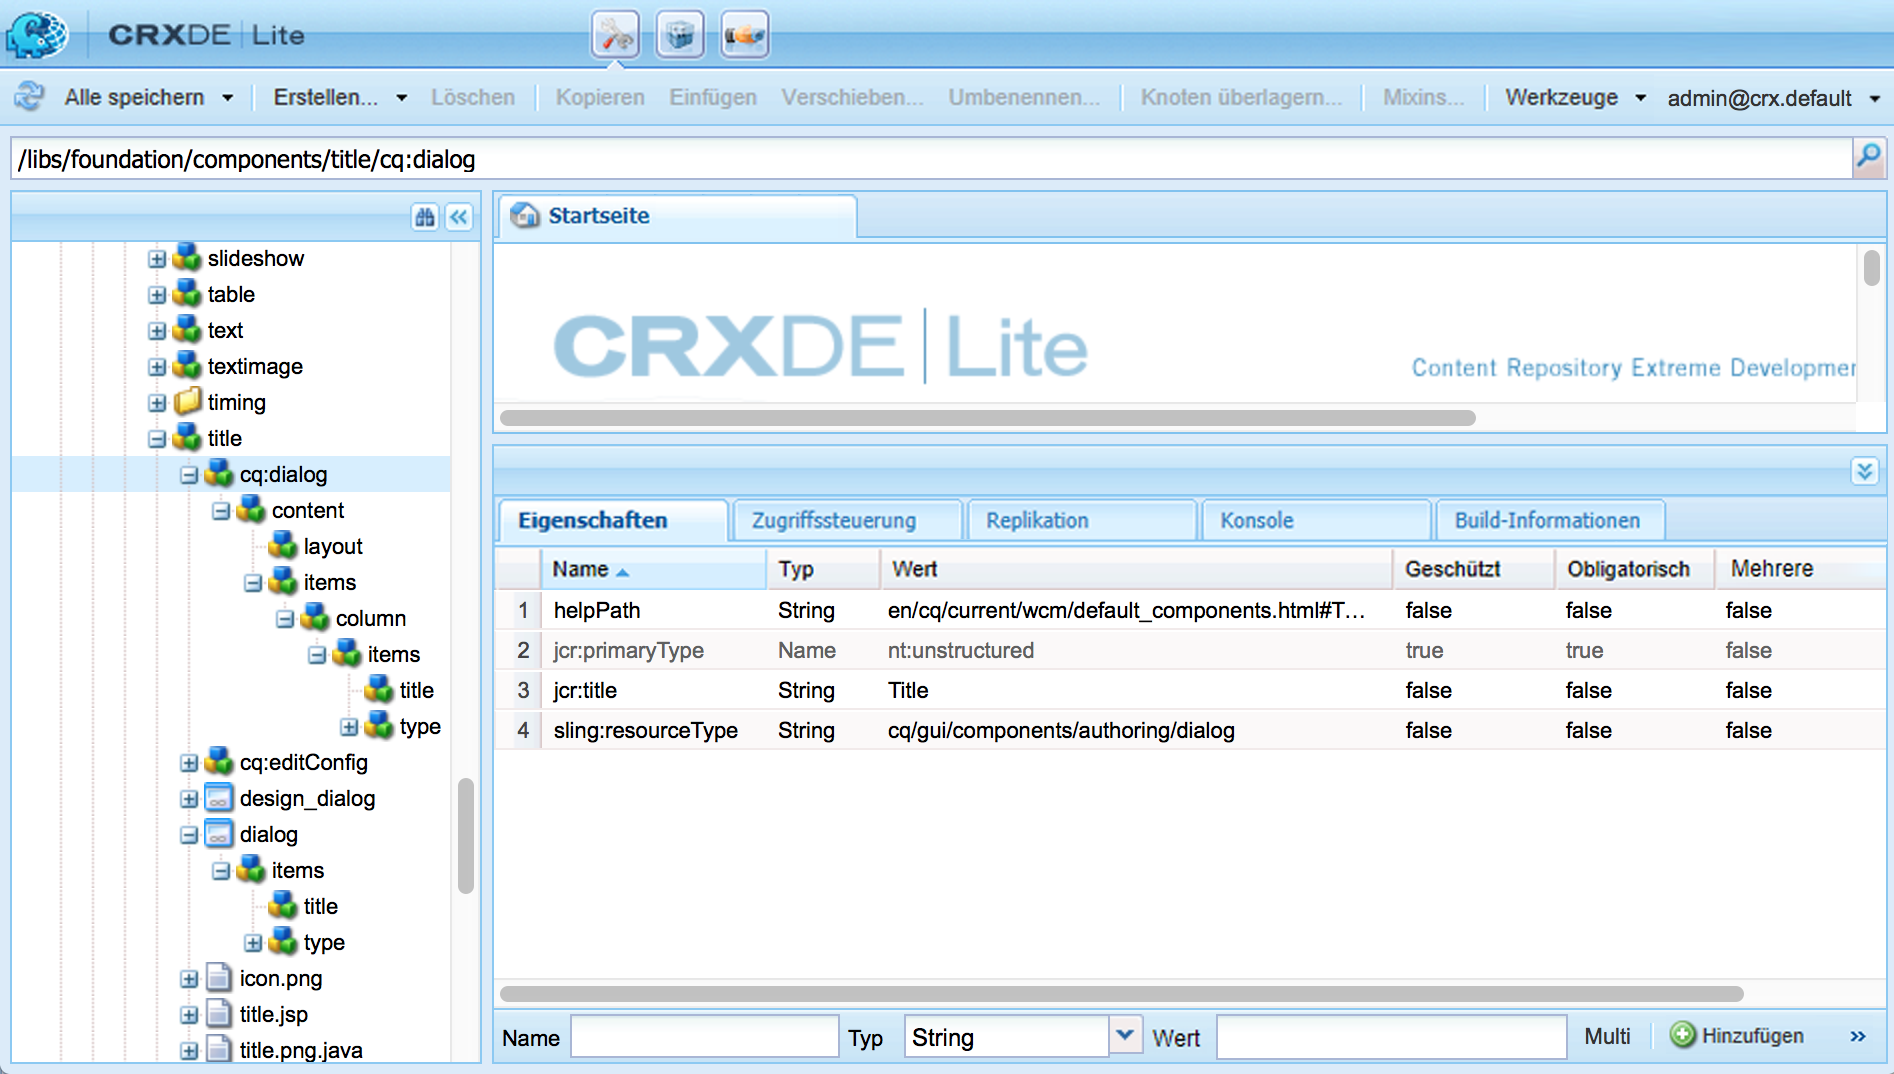 CRXDE | Lite
Alle speichern Erstellen... Löschen Kopieren Einfügen Verschieben... Umbenennen... Knoten überlagern... Mixins... Werkzeuge admin@crx.default
/libs/foundation/components/title/cq:dialog
slideshow
table
text
textimage
timing
title
cq:dialog
content
layout
items
column
items
title
type
cq:editConfig
design_dialog
dialog
items
title
type
icon.png
title.jsp
title.png.java
Startseite
CRXDE | Lite
Content Repository Extreme Developmen
Eigenschaften Zugriffssteuerung Replikation Konsole Build-Informationen
Name Typ Wert Geschützt Obligatorisch Mehrere
1 helpPath String en/cq/current/wcm/default_components.html#T... false false false
2 jcr:primaryType Name nt:unstructured true true false
3 jcr:title String Title false false false
4 sling:resourceType String cq/gui/components/authoring/dialog false false false
Name Typ String Wert Multi Hinzufügen »